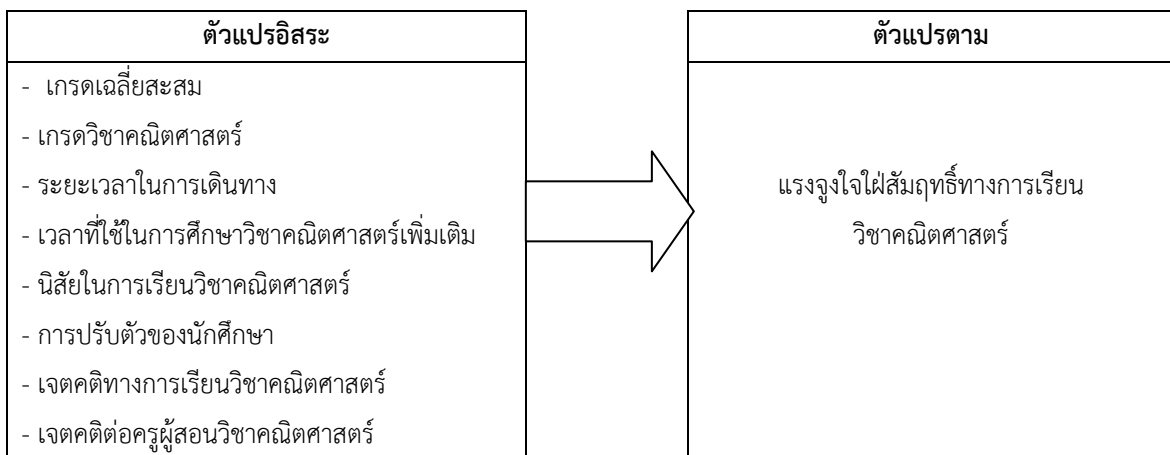 ตัวแปรอิสระ
- เกรดเฉลี่ยสะสม
- เกรดวิชาคณิตศาสตร์
- ระยะเวลาในการเดินทาง
- เวลาที่ใช้ในการศึกษาวิชาคณิตศาสตร์เพิ่มเติม
- นิสัยในการเรียนวิชาคณิตศาสตร์
- การปรับตัวของนักศึกษา
- เจตคติทางการเรียนวิชาคณิตศาสตร์
- เจตคติต่อครูผู้สอนวิชาคณิตศาสตร์
ตัวแปรตาม
แรงจูงใจใฝ่สัมฤทธิ์ทางการเรียน
วิชาคณิตศาสตร์